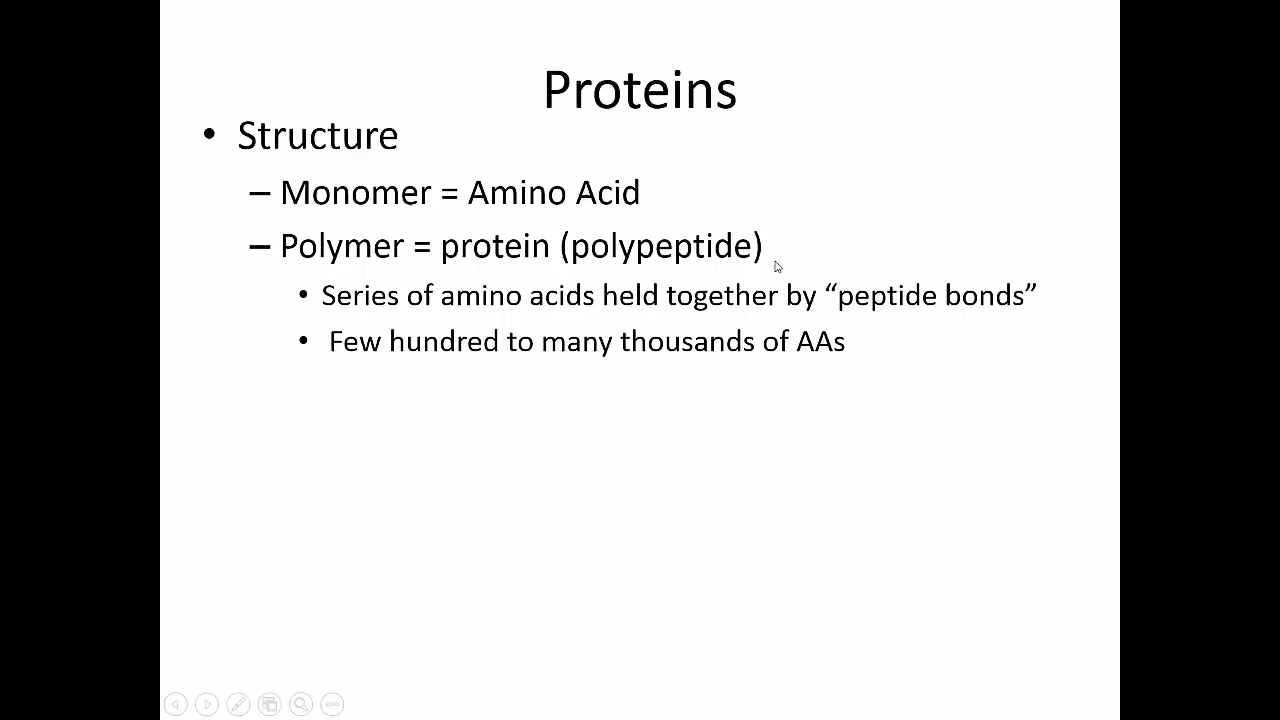 Proteins
• Structure
– Monomer = Amino Acid
– Polymer = protein (polypeptide)
• Series of amino acids held together by “peptide bonds”
• Few hundred to many thousands of AAs